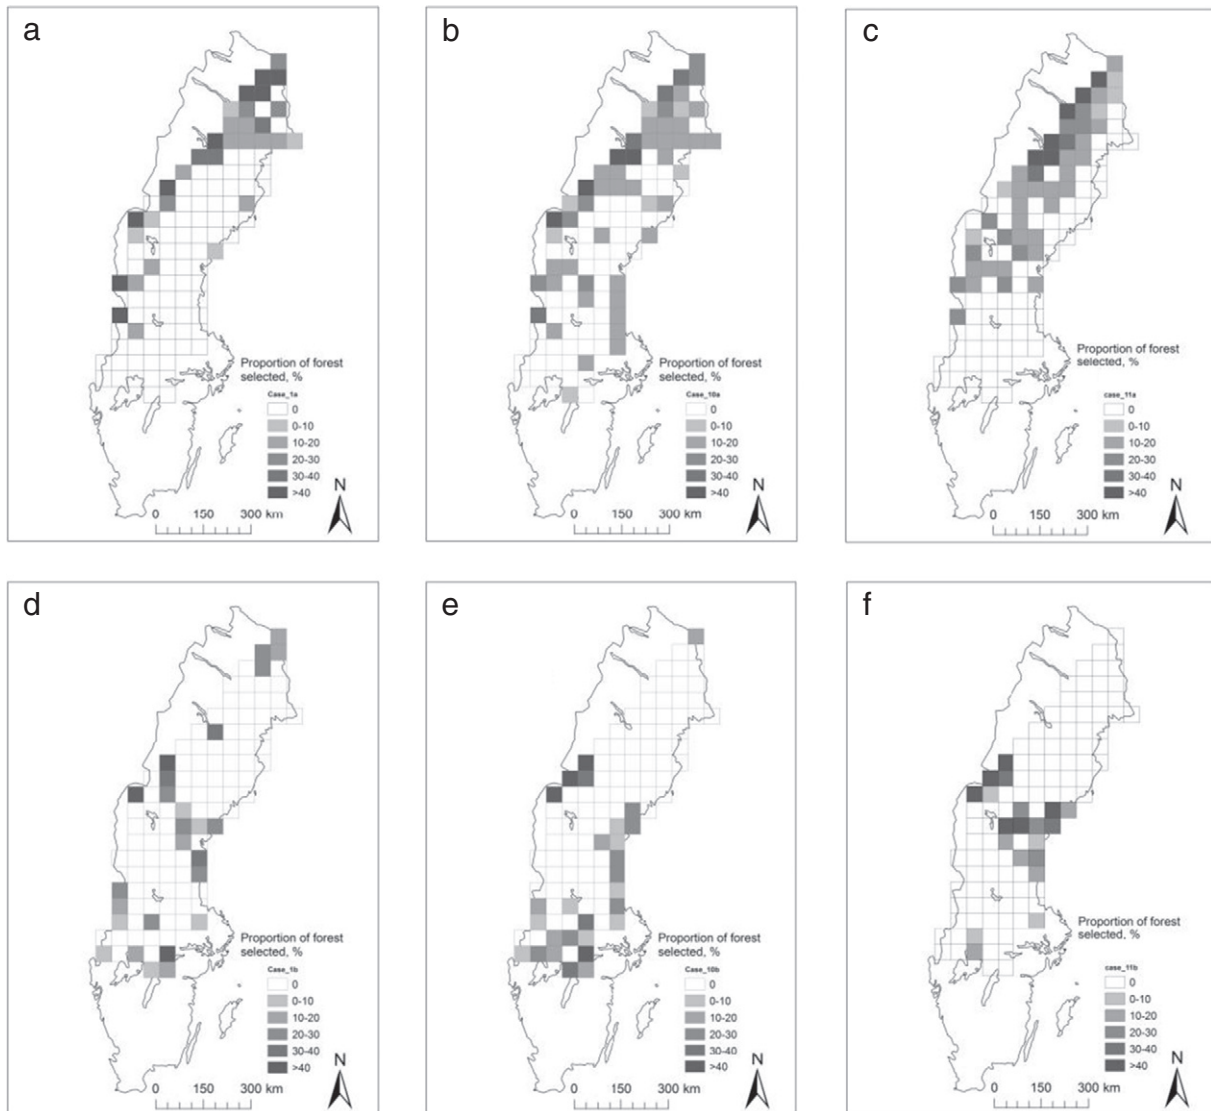 a
Proportion of forest
selected, %
Case_1a
0
0-10
10-20
20-30
30-40
>40
N
0 150 300 km
b
Proportion of forest
selected, %
Case_10a
0
0-10
10-20
20-30
30-40
>40
N
0 150 300 km
c
Proportion of forest
selected, %
case_11a
0
0-10
10-20
20-30
30-40
>40
N
0 150 300 km
d
Proportion of forest
selected, %
Case_1b
0
0-10
10-20
20-30
30-40
>40
N
0 150 300 km
e
Proportion of forest
selected, %
Case_10b
0
0-10
10-20
20-30
30-40
>40
N
0 150 300 km
f
Proportion of forest
selected, %
case_11b
0
0-10
10-20
20-30
30-40
>40
N
0 150 300 km